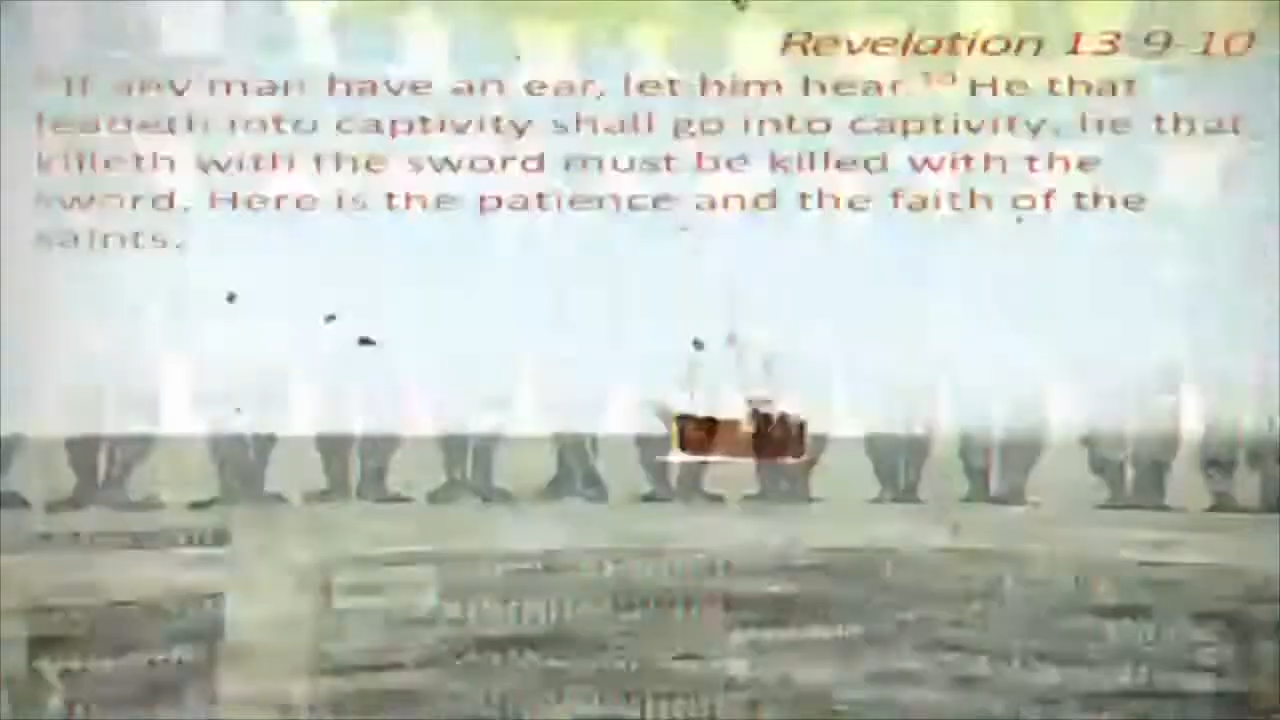 Revelation 13:9-10
⁹If any man have an ear, let him hear. ¹⁰ He that
leadeth into captivity shall go into captivity, he that
killeth with the sword must be killed with the
sword. Here is the patience and the faith of the
saints.